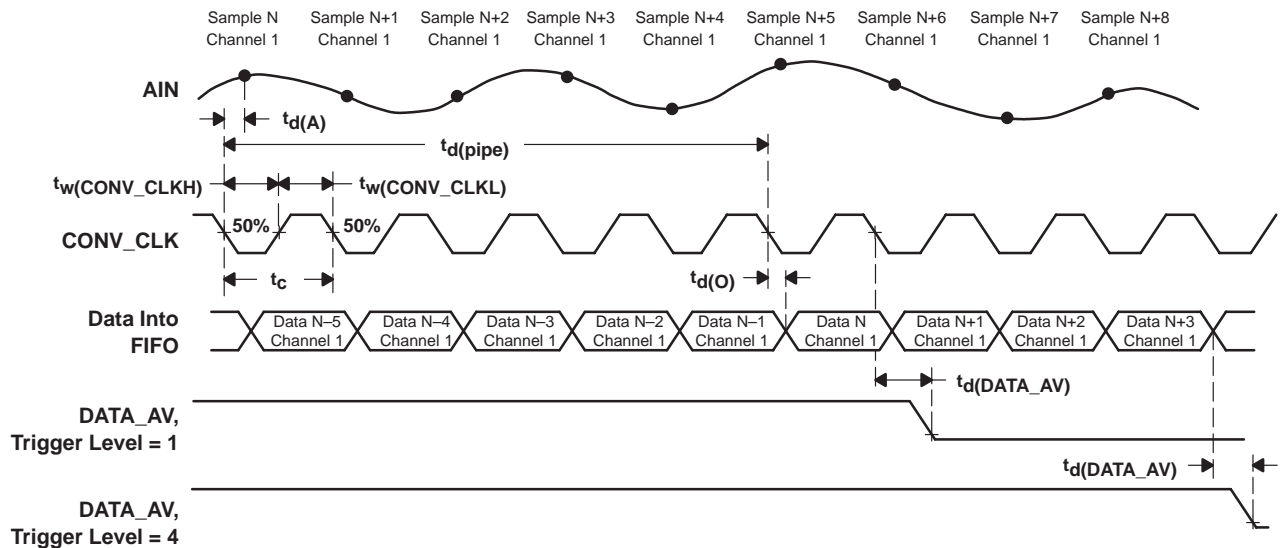 Sample N Sample N+1 Sample N+2 Sample N+3 Sample N+4 Sample N+5 Sample N+6 Sample N+7 Sample N+8
Channel 1 Channel 1 Channel 1 Channel 1 Channel 1 Channel 1 Channel 1 Channel 1 Channel 1
AIN
td(A)
td(pipe)
tw(CONV_CLKH) tw(CONV_CLKL)
50% 50%
CONV_CLK
tc td(O)
Data Into
FIFO
Data N–5 Data N–4 Data N–3 Data N–2 Data N–1 Data N Data N+1 Data N+2 Data N+3
Channel 1 Channel 1 Channel 1 Channel 1 Channel 1 Channel 1 Channel 1 Channel 1 Channel 1
td(DATA_AV)
DATA_AV,
Trigger Level = 1
td(DATA_AV)
DATA_AV,
Trigger Level = 4